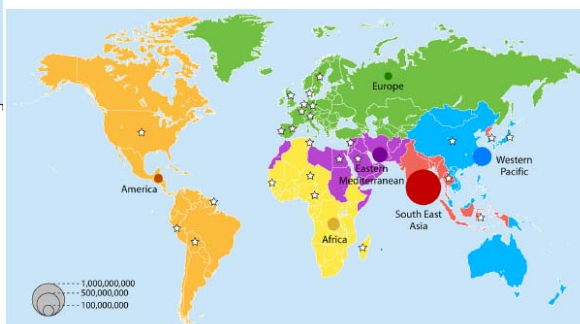 Europe
America
Eastern
Mediterranean
Western
Pacific
South East
Asia
Africa
1,000,000,000
500,000,000
100,000,000